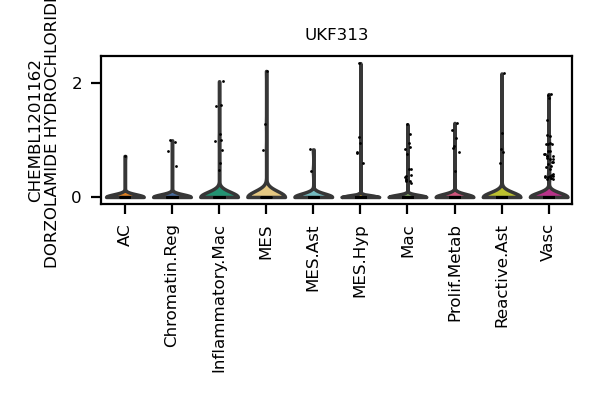 UKF313
CHEMBL1201162
DORZOLAMIDE HYDROCHLORIDE
2
0
AC
Chromatin.Reg
Inflammatory.Mac
MES
MES.Ast
MES.Hyp
Mac
Prolif.Metab
Reactive.Ast
Vasc